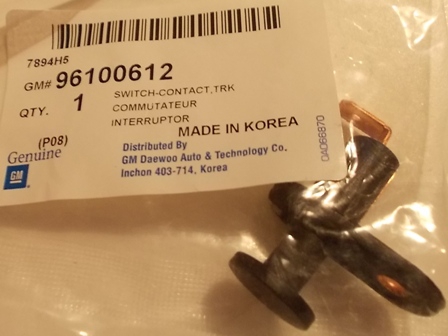 7894H5
GM# 96100612
QTY. 1
SWITCH-CONTACT,TRK
COMMUTATEUR
INTERRUPTOR
MADE IN KOREA
(P08)
Genuine
GM
Distributed By
GM Daewoo Auto & Technology Co.
Inchon 403-714, Korea
0AD66870